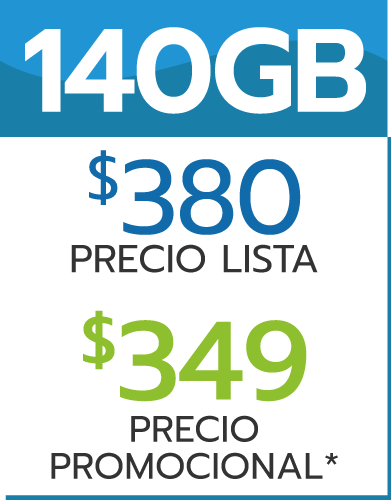 140GB
$380
PRECIO LISTA
$349
PRECIO
PROMOCIONAL*